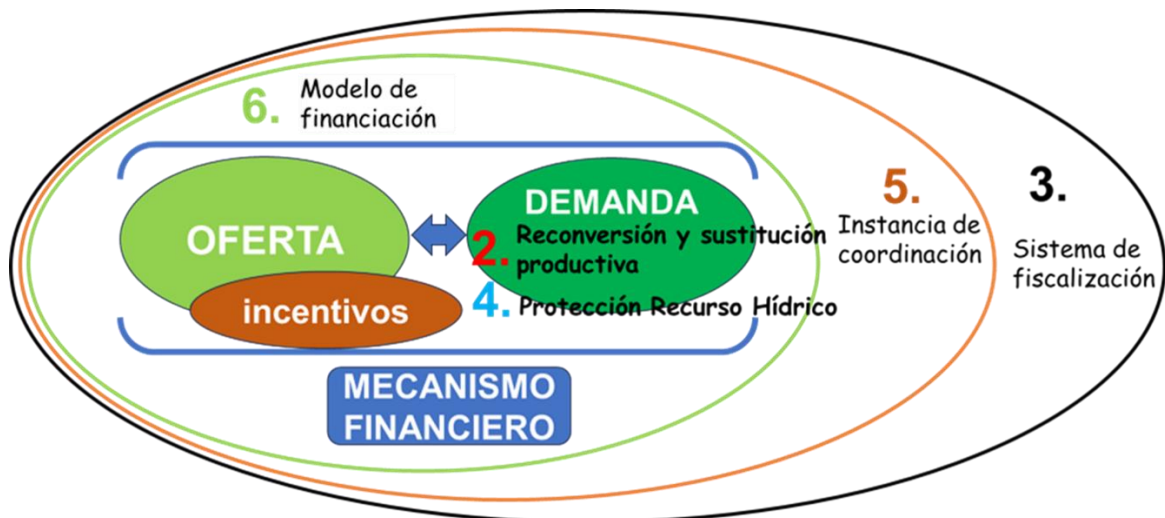 6. Modelo de
financiación
OFERTA
incentivos
DEMANDA
2. Reconversión y sustitución
productiva
4. Protección Recurso Hídrico
MECANISMO
FINANCIERO
5.
Instancia de
coordinación
3.
Sistema de
fiscalización